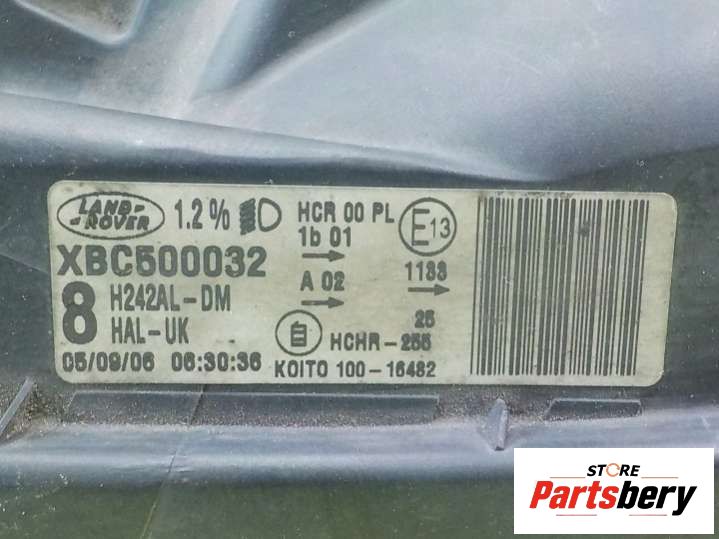 LAND
ROVER
1.2%
HCR 00 PL
1b 01
E13
XBC500032
A 02
1133
8
H242AL-DM
HAL-UK
25
HCHR-255
05/09/06 06:30:36
KOITO 100-16482
STORE
Partsbery